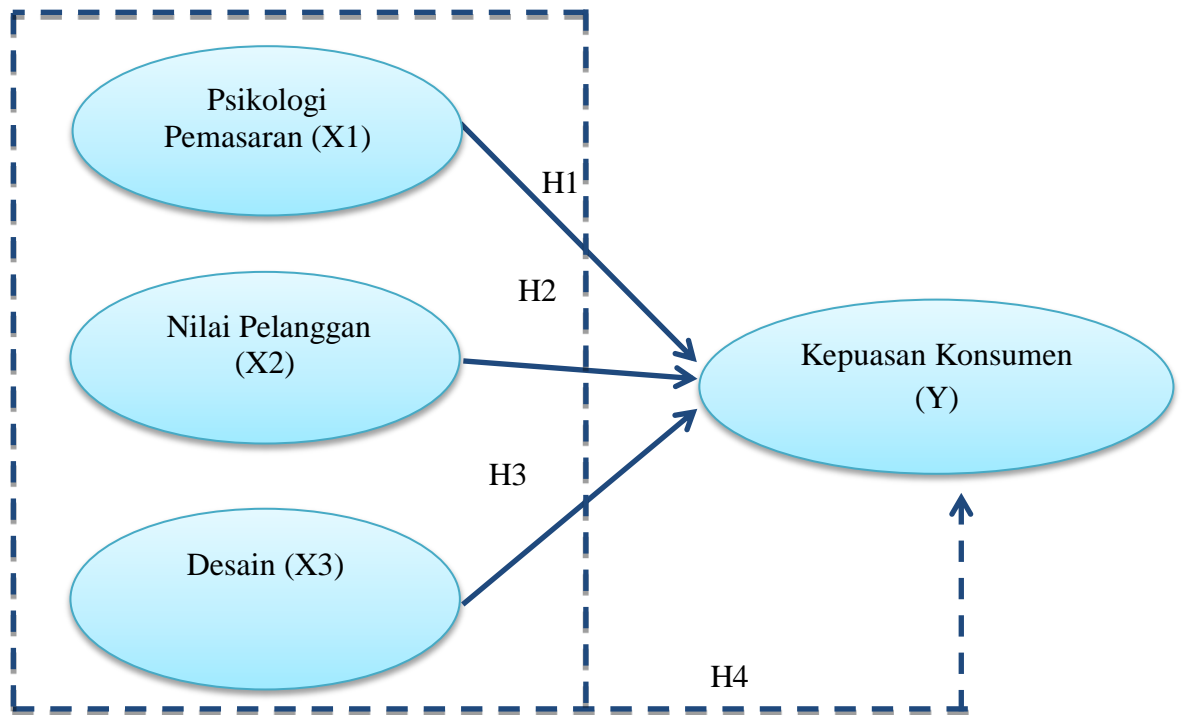 Psikologi
Pemasaran (X1)
H1
H2
Nilai Pelanggan
(X2)
Kepuasan Konsumen
(Y)
H3
Desain (X3)
H4